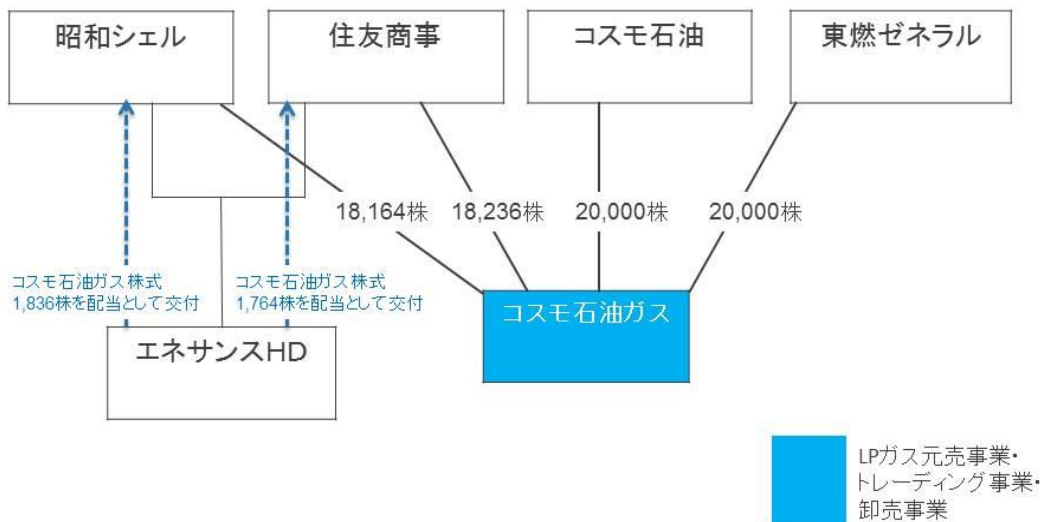 昭和シェル
住友商事
コスモ石油
東燃ゼネラル
18,164株
18,236株
20,000株
20,000株
コスモ石油ガス株式
1,836株を配当として交付
コスモ石油ガス株式
1,764株を配当として交付
コスモ石油ガス
エネサンスHD
LPガス元売事業・
トレーディング事業・
卸売事業